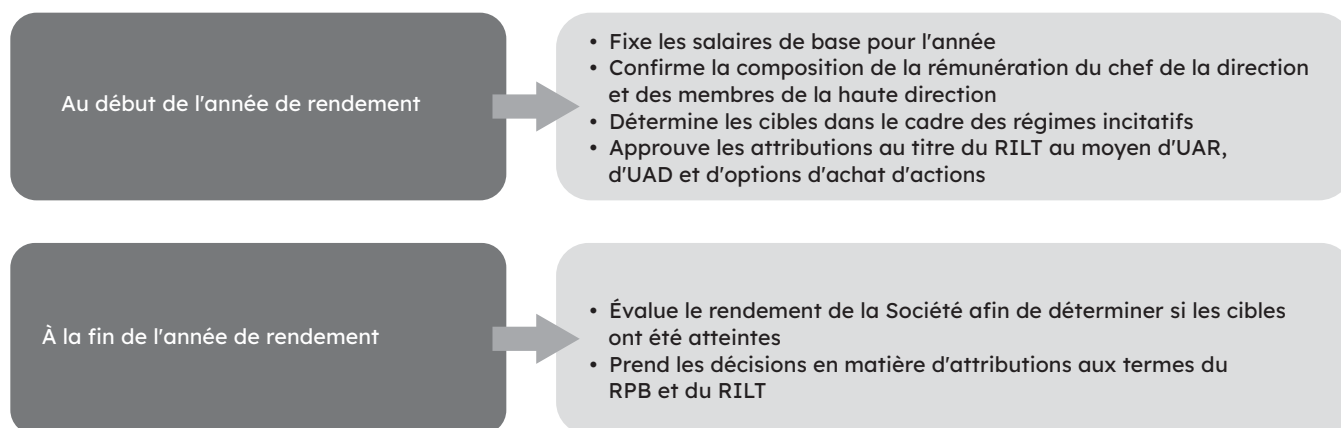 Au début de l'année de rendement
• Fixe les salaires de base pour l'année
• Confirme la composition de la rémunération du chef de la direction
et des membres de la haute direction
• Détermine les cibles dans le cadre des régimes incitatifs
• Approuve les attributions au titre du RILT au moyen d'UAR,
d'UAD et d'options d'achat d'actions
À la fin de l'année de rendement
• Évalue le rendement de la Société afin de déterminer si les cibles
ont été atteintes
• Prend les décisions en matière d'attributions aux termes du
RPB et du RILT